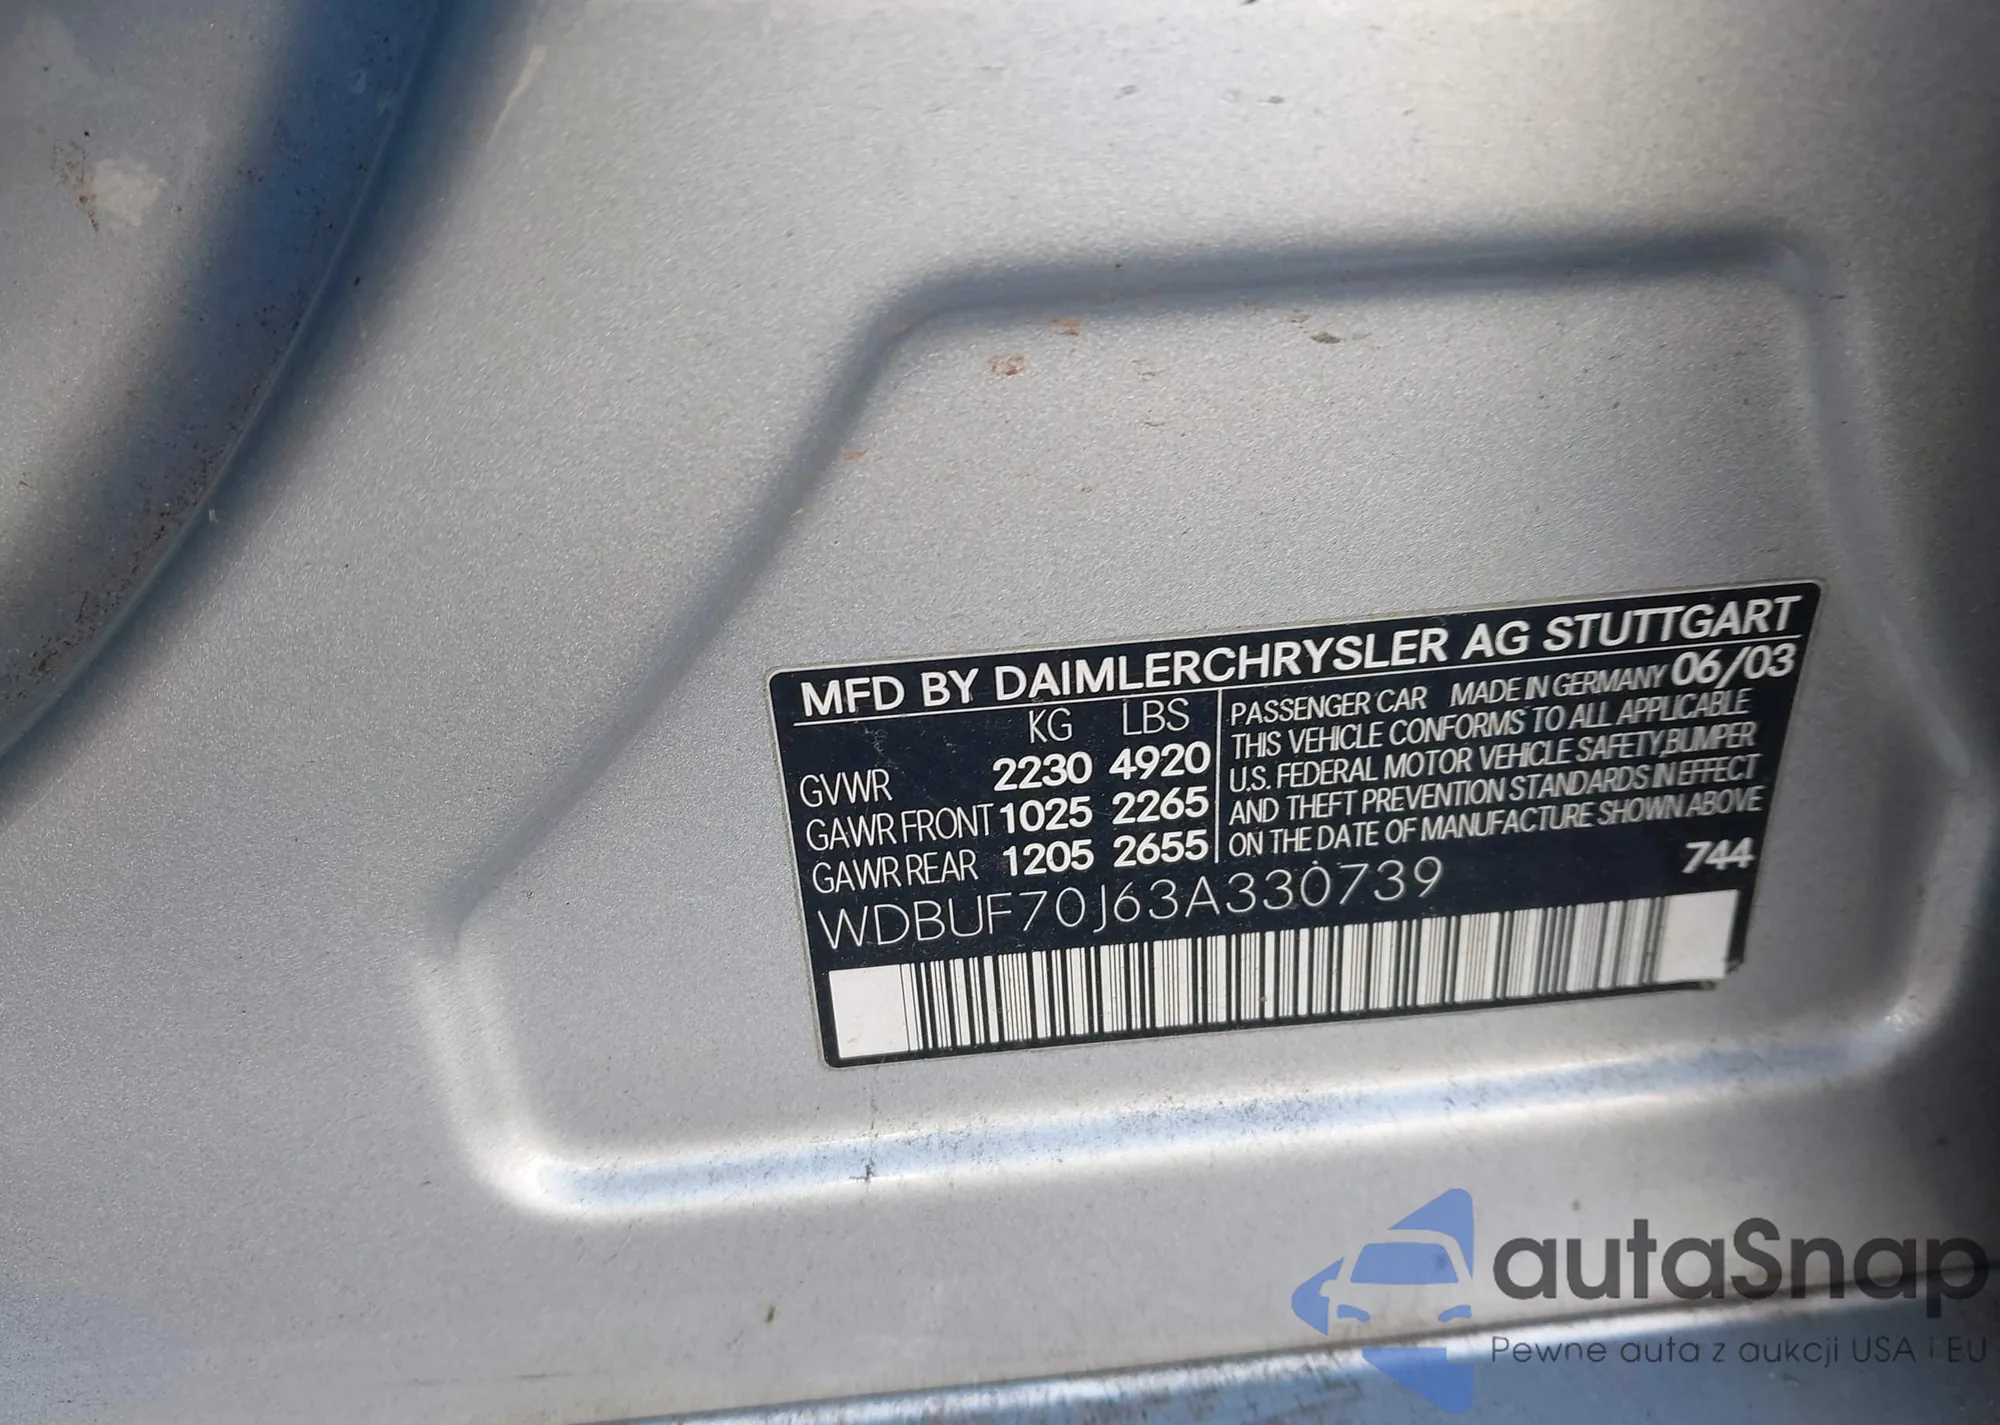 MFD BY DAIMLERCHRYSLER AG STUTTGART
KG LBS
GVWR 2230 4920
GAWR FRONT 1025 2265
GAWR REAR 1205 2655
PASSENGER CAR MADE IN GERMANY 06/03
THIS VEHICLE CONFORMS TO ALL APPLICABLE
U.S. FEDERAL MOTOR VEHICLE SAFETY,BUMPER
AND THEFT PREVENTION STANDARDS IN EFFECT
ON THE DATE OF MANUFACTURE SHOWN ABOVE
744
WDBUF70J63A330739
autaSnap
Pewne auta z aukcji USA i EU